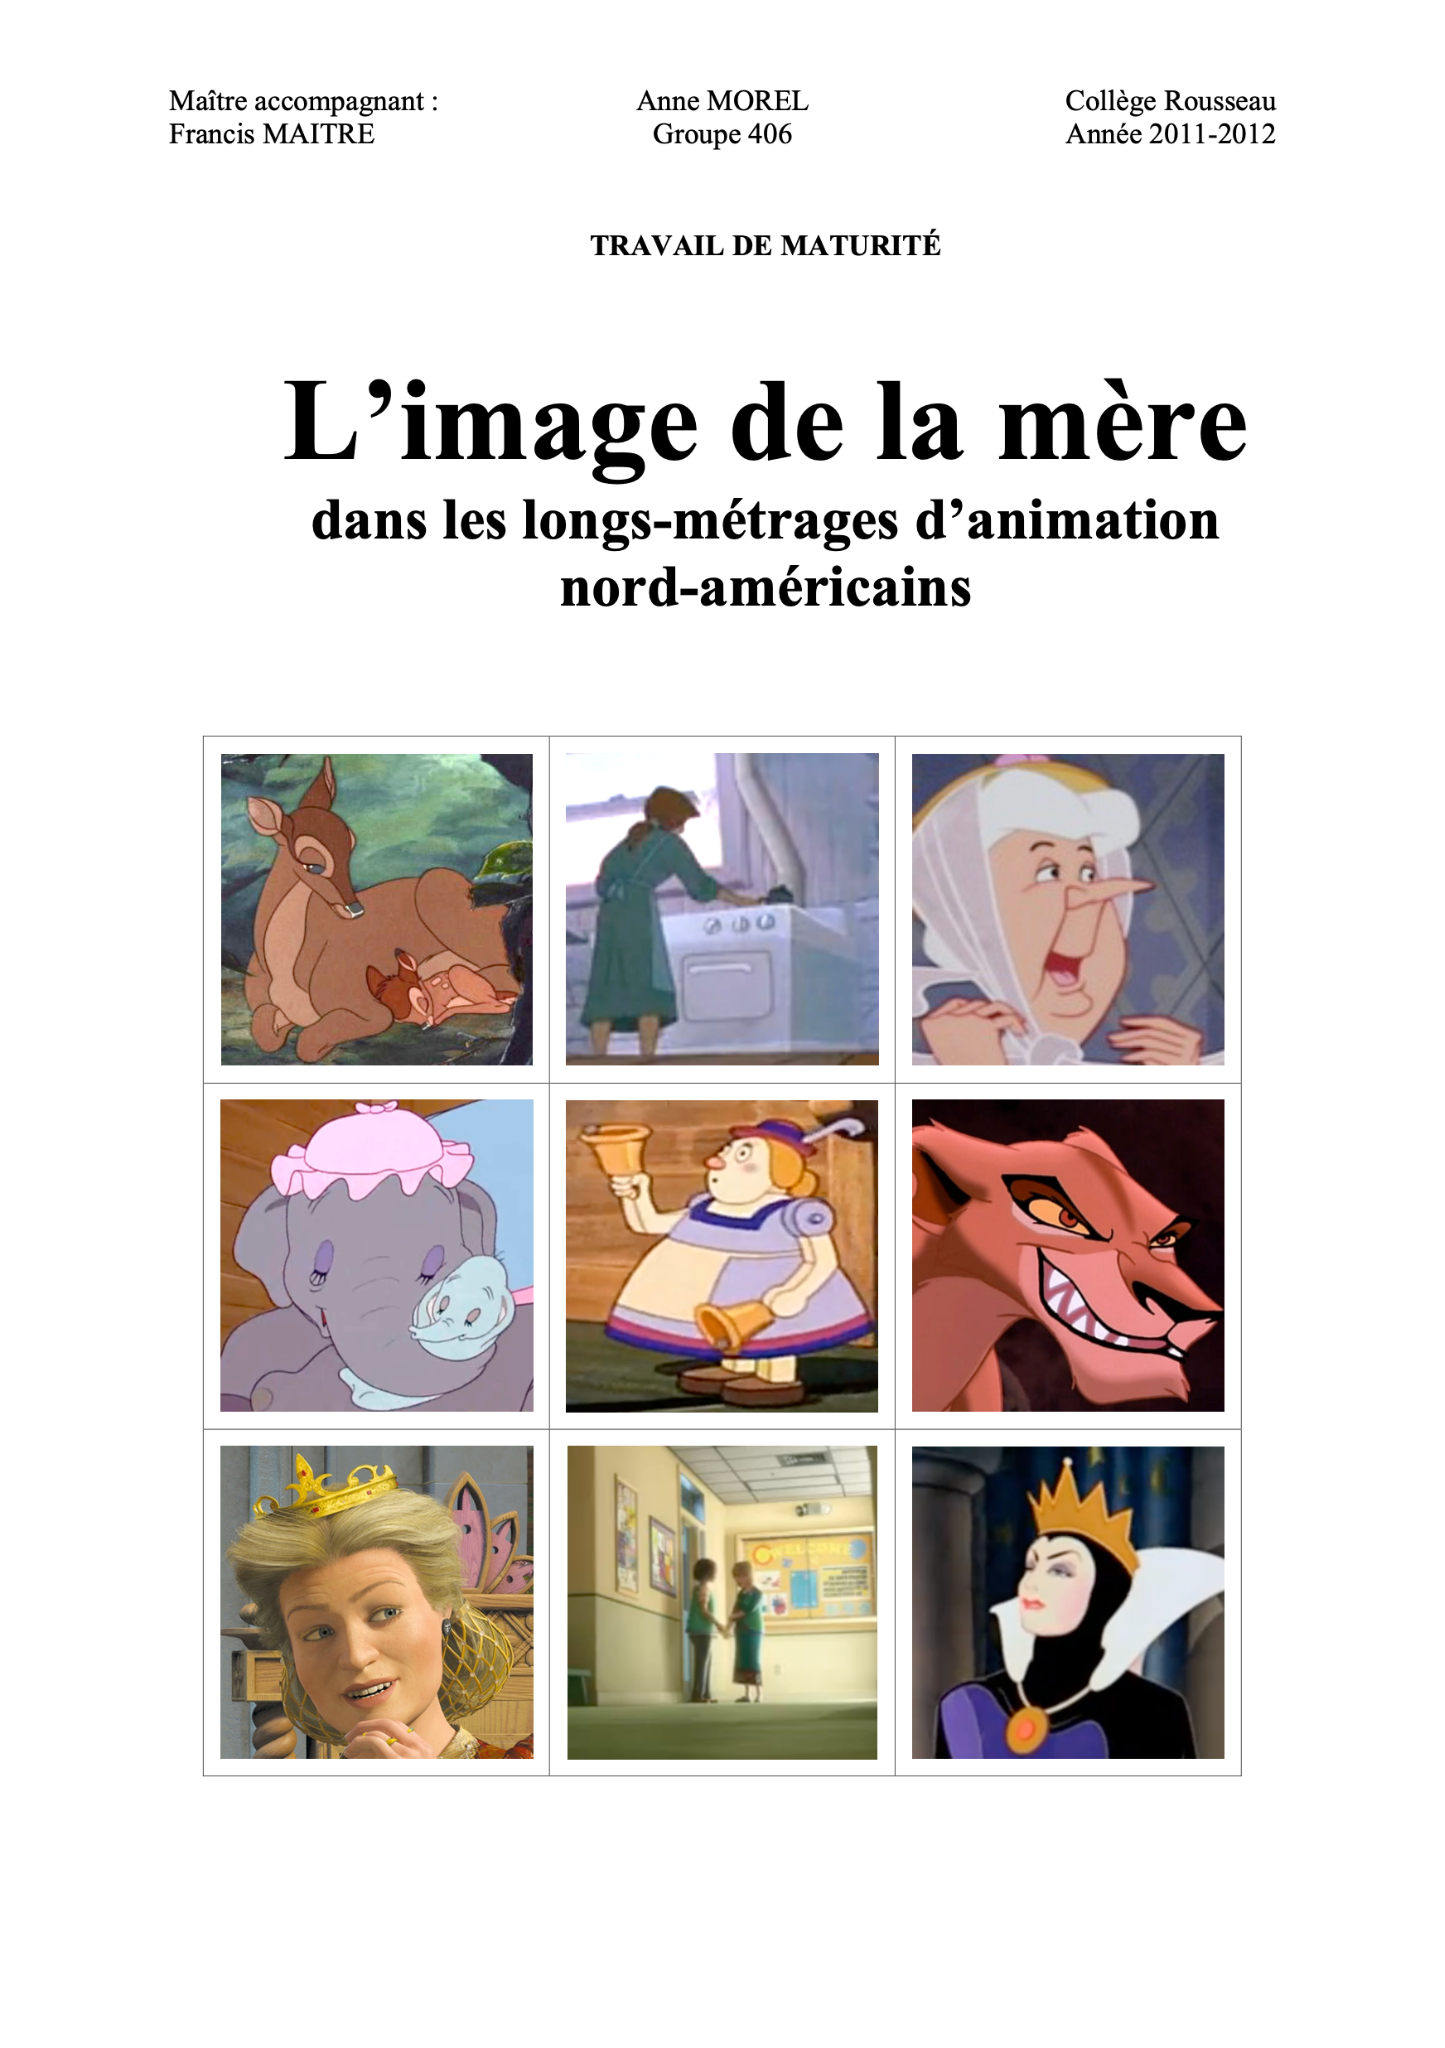 Maître accompagnant :
Francis MAITRE
Anne MOREL
Groupe 406
Collège Rousseau
Année 2011-2012
TRAVAIL DE MATURITÉ
L’image de la mère
dans les longs-métrages d’animation
nord-américains
WELCOME